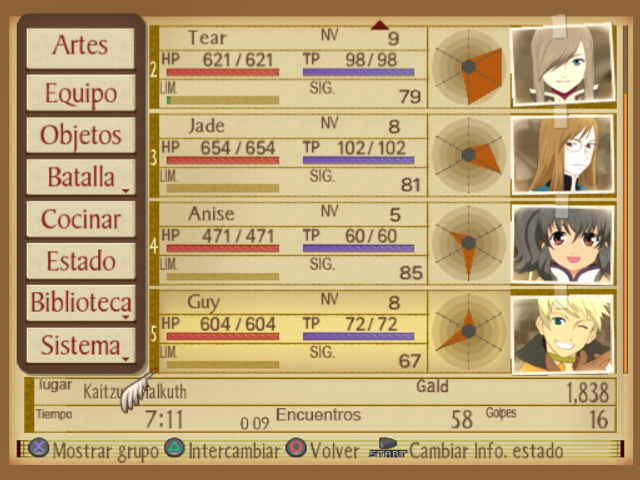 Artes
Equipo
Objetos
Batalla
Cocinar
Estado
Biblioteca
Sistema
2
Tear NV 9
HP 621/621 TP 98/98
LIM. SIG. 79
3
Jade NV 8
HP 654/654 TP 102/102
LIM. SIG. 81
4
Anise NV 5
HP 471/471 TP 60/60
LIM. SIG. 85
5
Guy NV 8
HP 604/604 TP 72/72
LIM. SIG. 67
lugar Gald 1,838
Tiempo 7:11 0 09 Encuentros 58 Golpes 16
Mostrar grupo Intercambiar Volver START Cambiar Info. estado